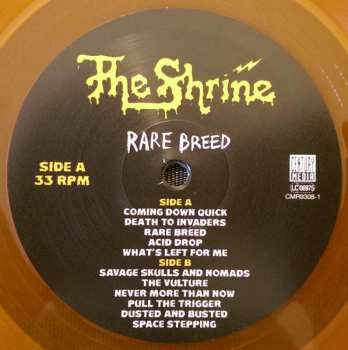 The Shrine
RARE BREED
SIDE A
33 RPM
CENTURY
MEDIA
LC 06975
CMR9308-1
SIDE A
COMING DOWN QUICK
DEATH TO INVADERS
RARE BREED
ACID DROP
WHAT'S LEFT FOR ME
SIDE B
SAVAGE SKULLS AND NOMADS
THE VULTURE
NEVER MORE THAN NOW
PULL THE TRIGGER
DUSTED AND BUSTED
SPACE STEPPING